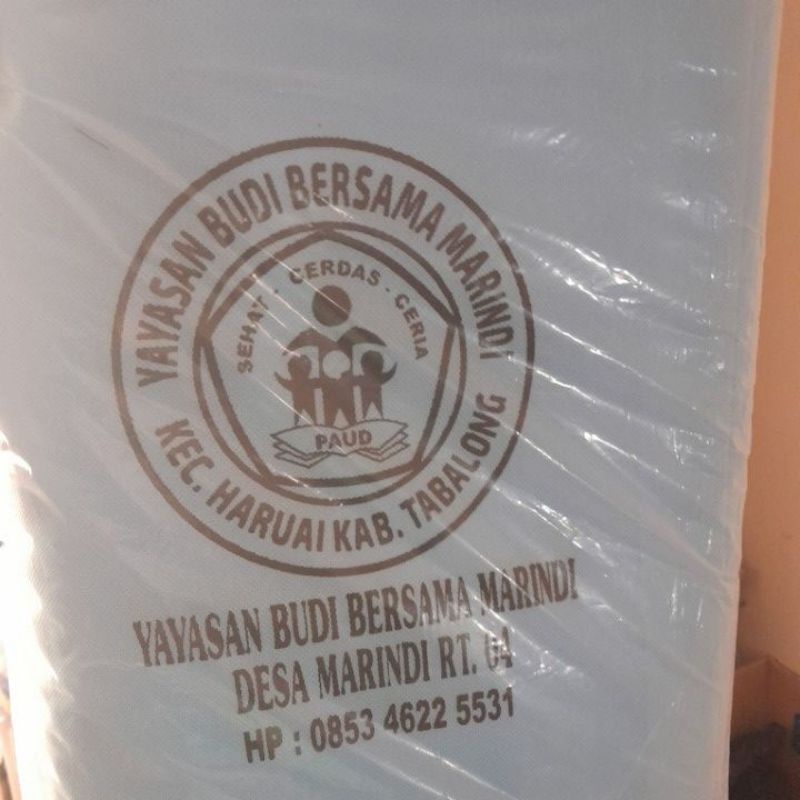 YAYASAN BUDI BERSAMA MARINDI
SEHAT - CERDAS - CERIA
PAUD
KEC. HARUAI KAB. TABALONG
YAYASAN BUDI BERSAMA MARINDI
DESA MARINDI RT. 04
HP : 0853 4622 5531